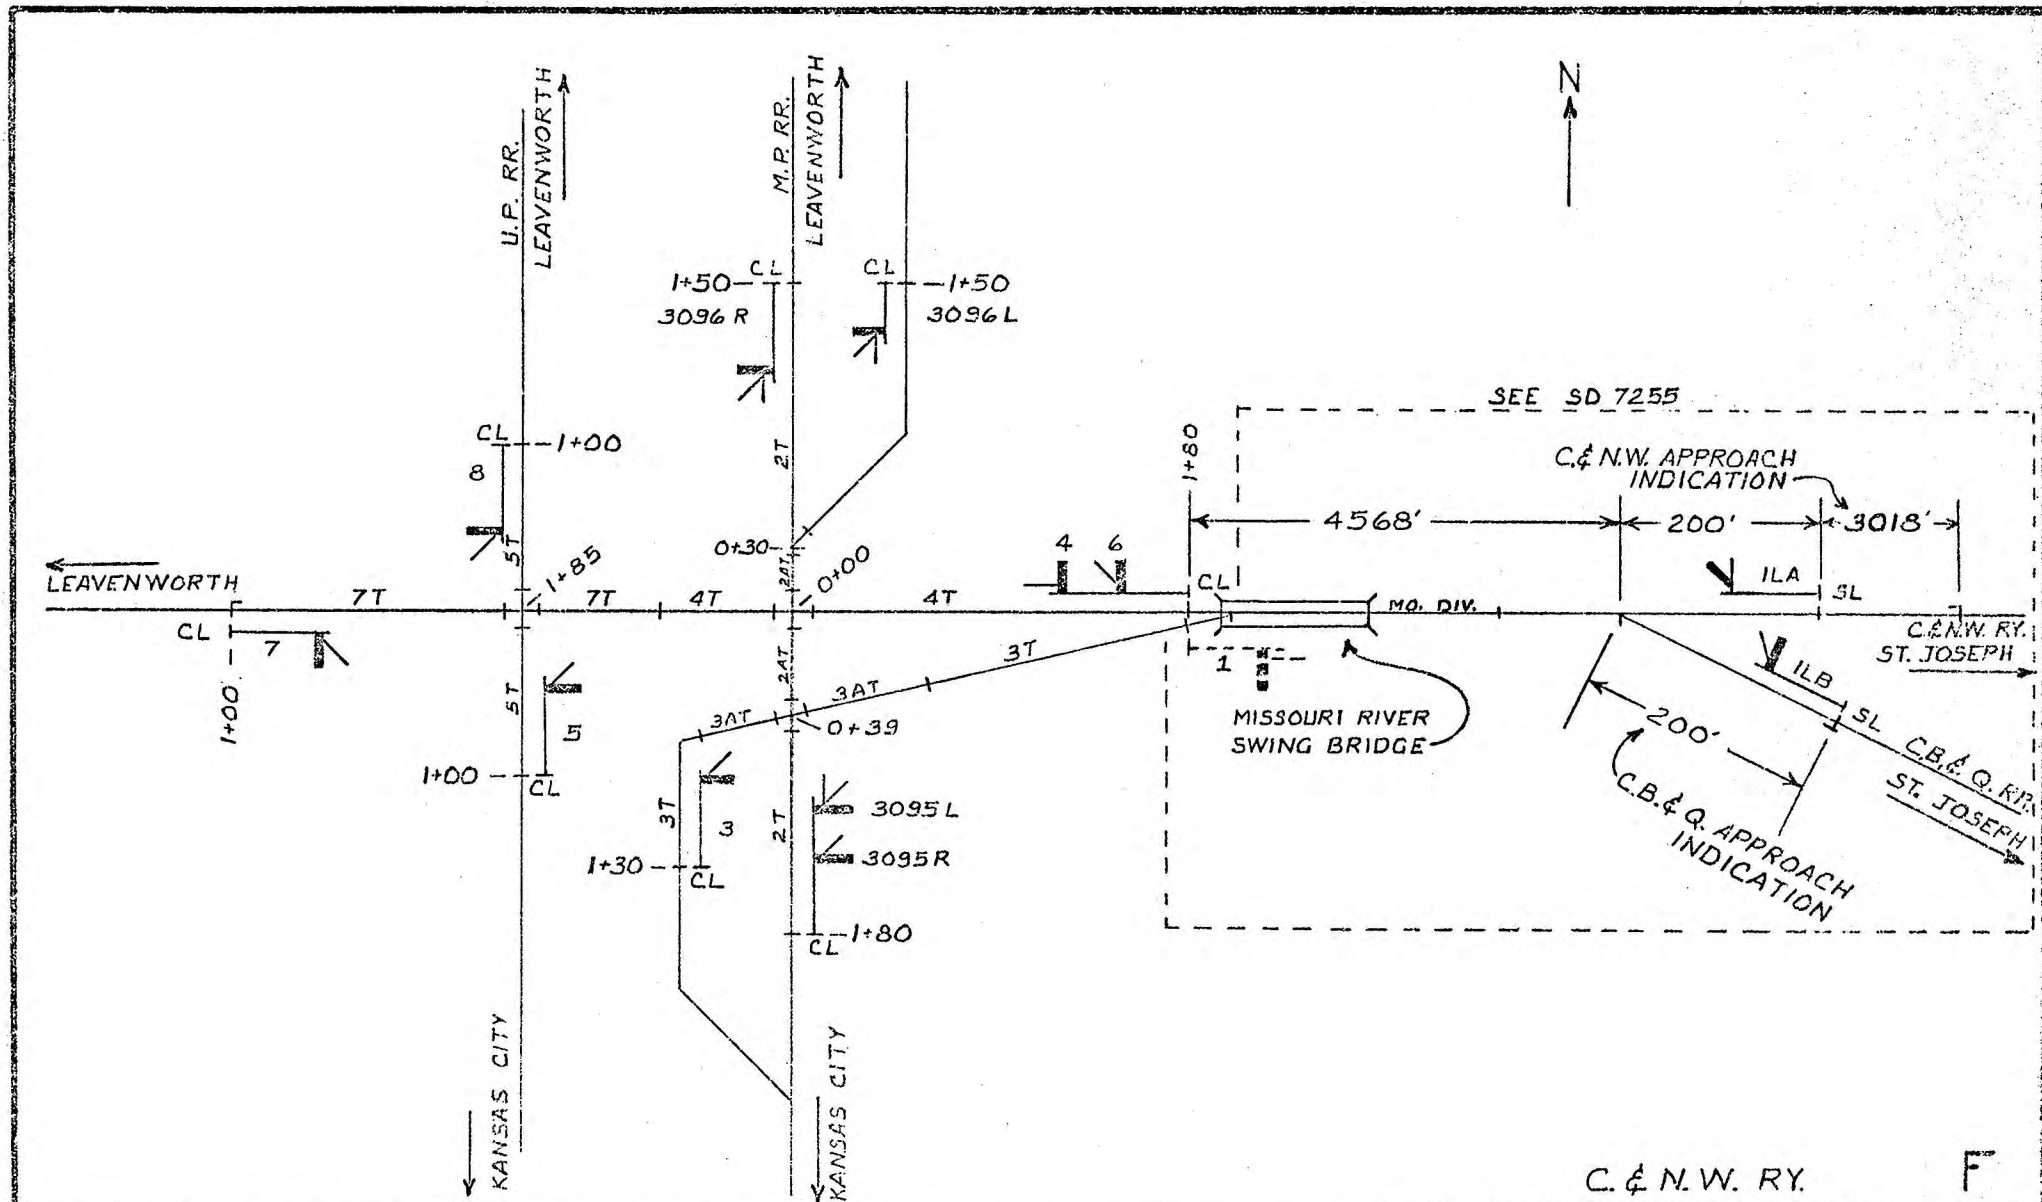 U.P. RR.
LEAVENWORTH
M.P. RR.
LEAVENWORTH
N
1+50
CL
3096 R
CL
1+50
3096 L
CL
1+00
8
5T
1+85
2T
0+30
2AT
0+00
SEE SD 7255
1+80
C.& N.W. APPROACH
INDICATION
4568'
200'
3018'
4
6
CL
1LA
SL
LEAVENWORTH
7T
7T
4T
4T
MO. DIV.
C.& N.W. RY.
ST. JOSEPH
CL
7
1+00
5T
5
1+00
CL
2AT
3AT
3AT
3T
0+39
1
MISSOURI RIVER
SWING BRIDGE
1LB
SL
200'
C.B.& Q. RR.
ST. JOSEPH
C.B.& Q. APPROACH
INDICATION
3T
3
1+30
CL
2T
3095 L
3095 R
CL
1+80
KANSAS CITY
KANSAS CITY
C. & N. W. RY.
F